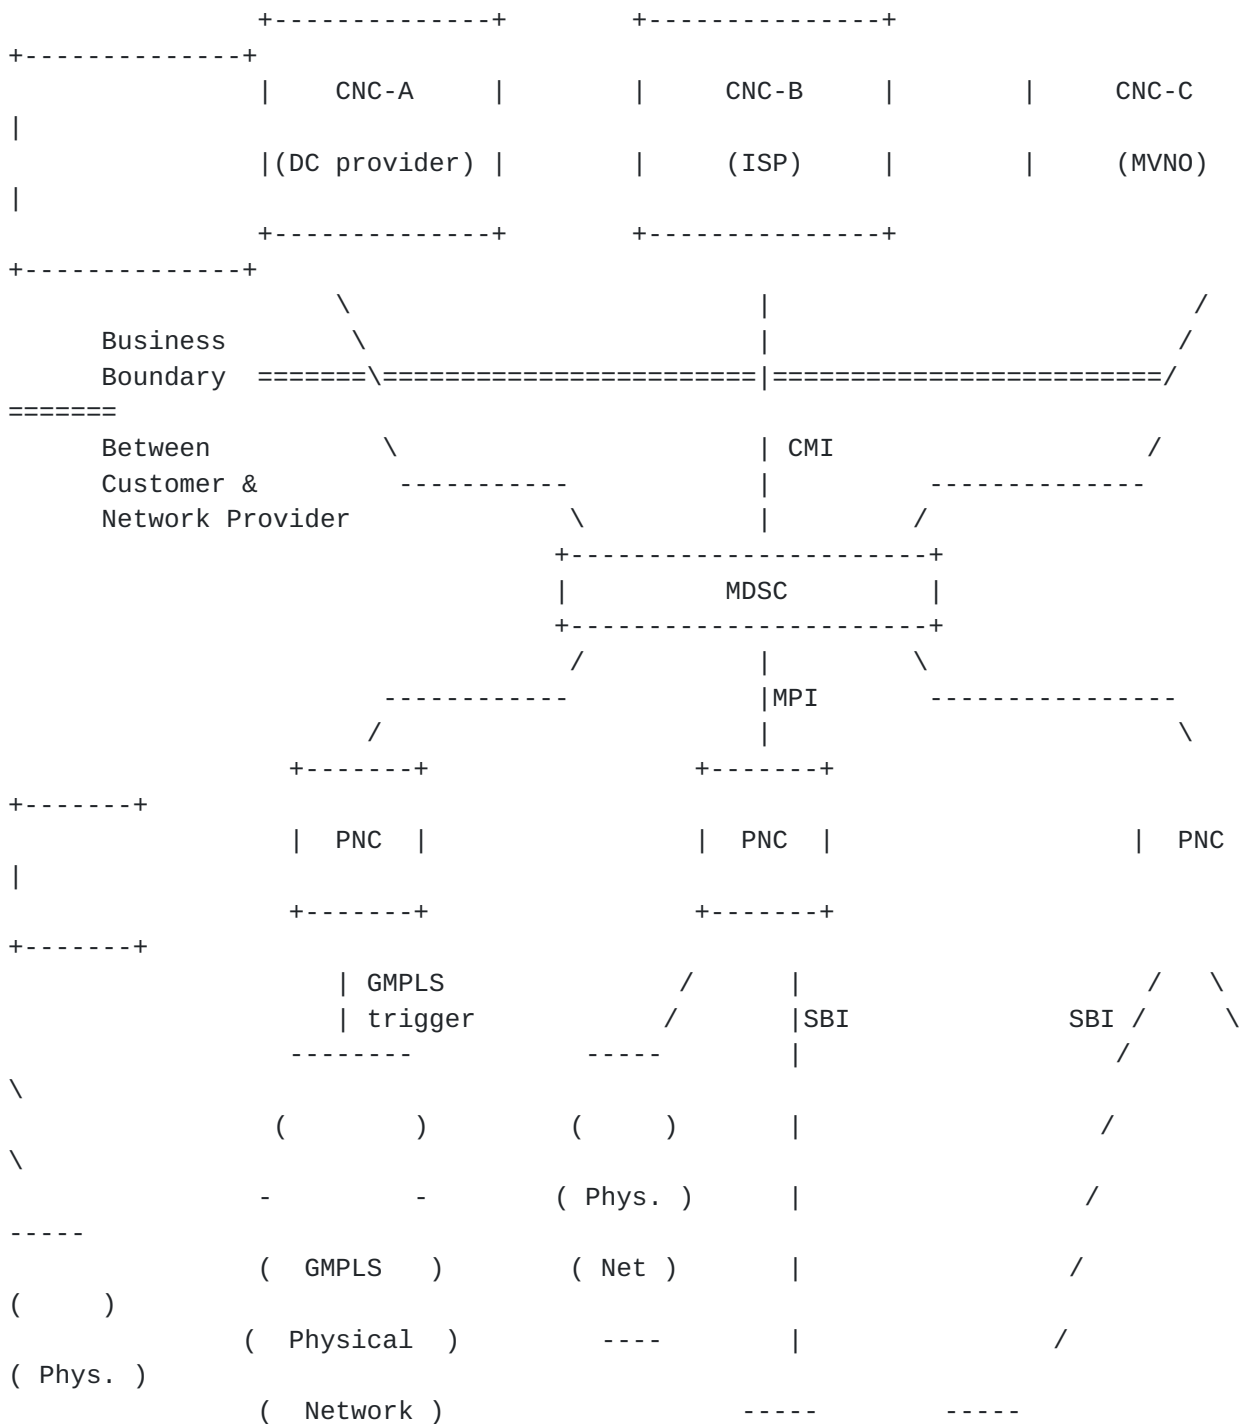 +--------------+        +---------------+
+--------------+
|    CNC-A     |        |     CNC-B     |        |     CNC-C
|
|(DC provider) |        |     (ISP)     |        |     (MVNO)
|
+--------------+        +---------------+
+--------------+
\                          |                           /
Business        \                         |                          /
Boundary  =======\========================|=========================/
=======
Between           \                       | CMI                    /
Customer &         -----------            |          --------------
Network Provider              \           |         /
+-----------------------+
|          MDSC         |
+-----------------------+
/           |         \
------------            |MPI       ----------------
/                        |                          \
+-------+                 +-------+
+-------+
|  PNC  |                 |  PNC  |                   |  PNC
|
+-------+                 +-------+
+-------+
| GMPLS               /      |                      /   \
| trigger            /       |SBI              SBI /     \
--------           -----        |                    /
\
(        )         (     )       |                   /
\
-         -        ( Phys. )      |                  /
-----
(  GMPLS   )        ( Net )       |                 /
(     )
(  Physical  )         ----        |                /
( Phys. )
(  Network )                   -----        -----